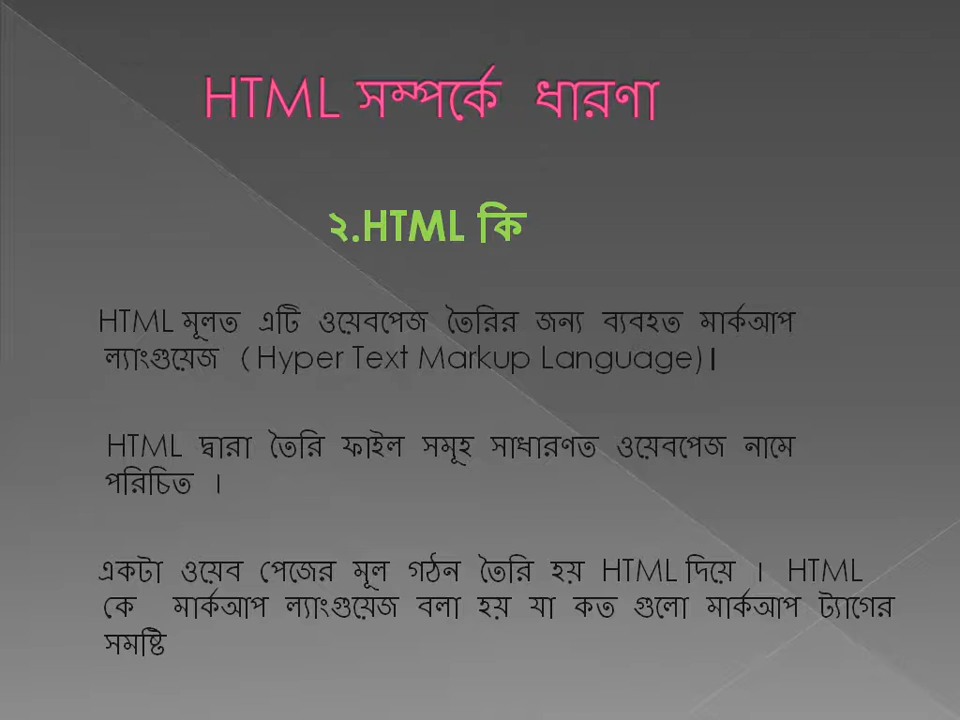 HTML সম্পর্কে ধারণা
২.HTML কি
HTML মূলত এটি ওয়েবপেজ তৈরির জন্য ব্যবহত মার্কআপ
ল্যাংগুয়েজ ( Hyper Text Markup Language)।
HTML দ্বারা তৈরি ফাইল সমূহ সাধারণত ওয়েবপেজ নামে
পরিচিত ।
একটা ওয়েব পেজের মূল গঠন তৈরি হয় HTML দিয়ে । HTML
কে মার্কআপ ল্যাংগুয়েজ বলা হয় যা কত গুলো মার্কআপ ট্যাগের
সমষ্টি